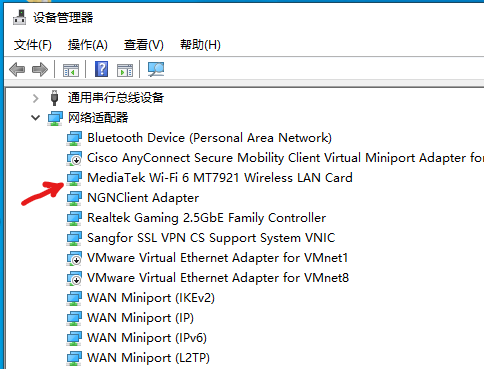 设备管理器
文件(F) 操作(A) 查看(V) 帮助(H)
通用串行总线设备
网络适配器
Bluetooth Device (Personal Area Network)
Cisco AnyConnect Secure Mobility Client Virtual Miniport Adapter fo
MediaTek Wi-Fi 6 MT7921 Wireless LAN Card
NGNClient Adapter
Realtek Gaming 2.5GbE Family Controller
Sangfor SSL VPN CS Support System VNIC
VMware Virtual Ethernet Adapter for VMnet1
VMware Virtual Ethernet Adapter for VMnet8
WAN Miniport (IKEv2)
WAN Miniport (IP)
WAN Miniport (IPv6)
WAN Miniport (L2TP)